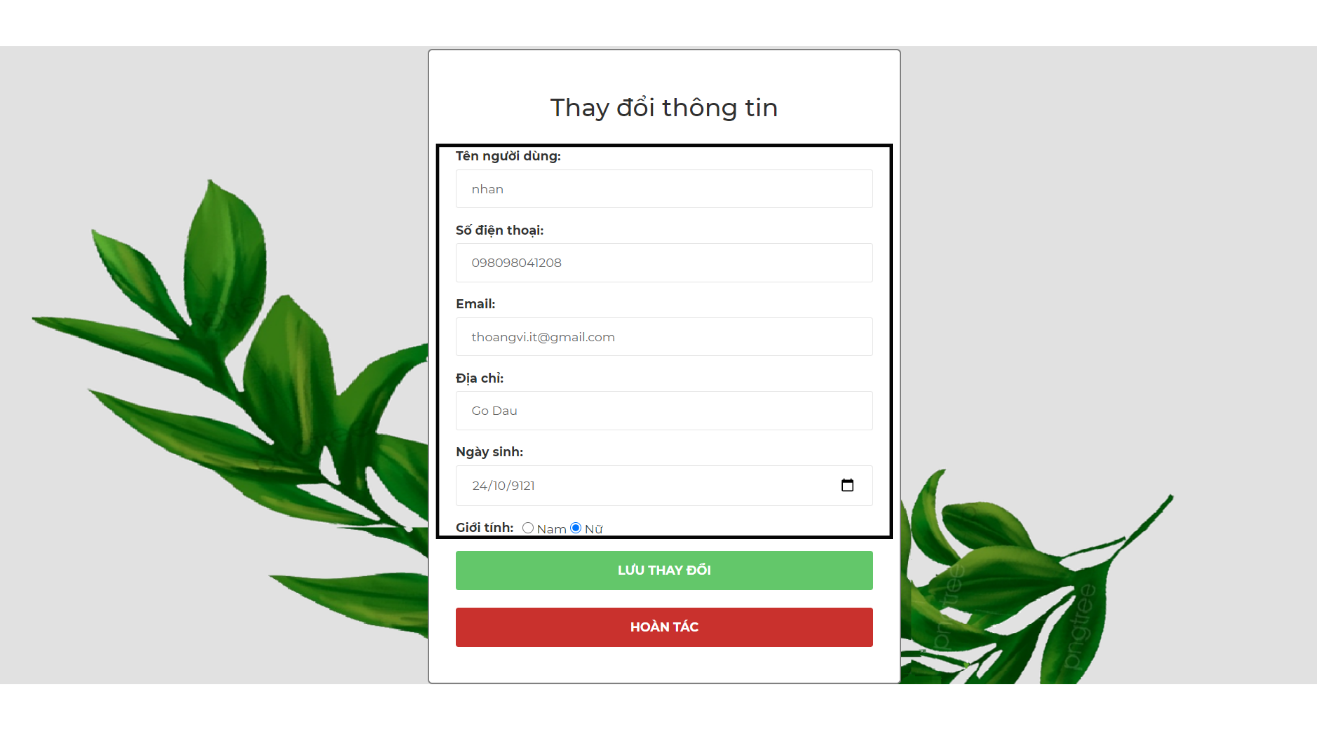 Thay đổi thông tin
Tên người dùng:
nhan
Số điện thoại:
098098041208
Email:
thoangvi.it@gmail.com
Địa chỉ:
Go Dau
Ngày sinh:
24/10/9121
Giới tính: Nam Nữ
LƯU THAY ĐỔI
HOÀN TÁC
pngtree
pngtree